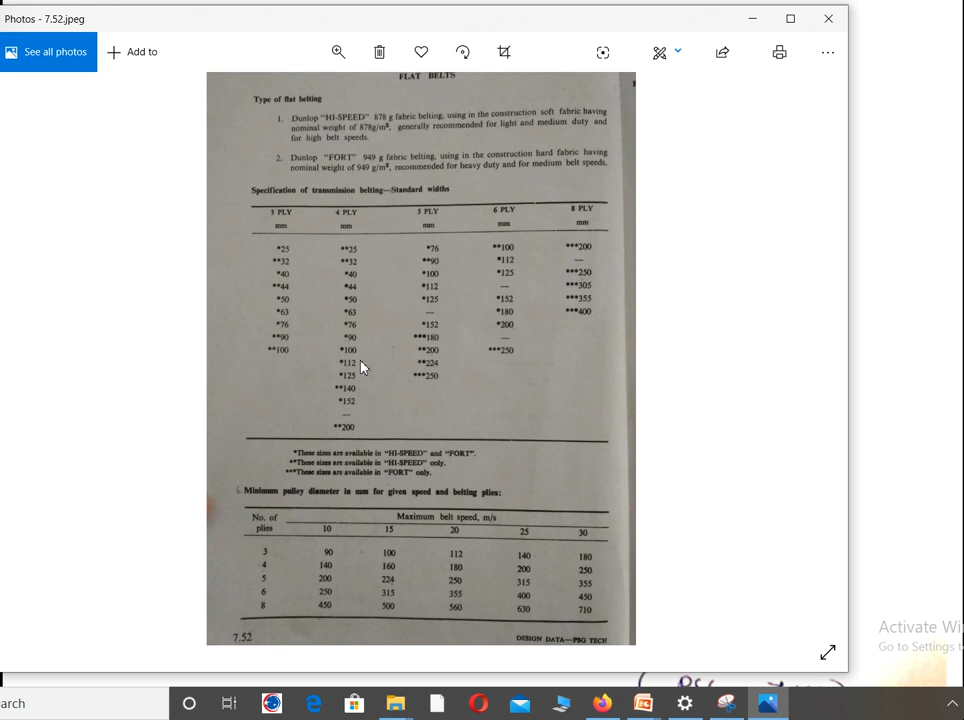 Photos - 7.52.jpeg
See all photos
Add to
FLAT BELTS
Type of flat belting
1. Dunlop "HI-SPEED" 878 g fabric belting, using in the construction soft fabric having
nominal weight of 878g/m², generally recommended for light and medium duty and
for high belt speeds.
2. Dunlop "FORT" 949 g fabric belting, using in the construction hard fabric having
nominal weight of 949 g/m², recommended for heavy duty and for medium belt speeds.
Specification of transmission belting—Standard widths
3 PLY 4 PLY 5 PLY 6 PLY 8 PLY
mm mm mm mm mm
*25 **25 *76 **100 ***200
**32 **32 **90 *112 —
*40 *40 *100 *125 ***250
**44 *44 *112 — ***305
*50 *50 *125 *152 ***355
*63 *63 — *180 ***400
*76 *76 *152 *200
**90 *90 ***180 —
**100 *100 **200 ***250
*112 **224
*125 ***250
**140
*152
—
**200
*These sizes are available in "HI-SPEED" and "FORT".
**These sizes are available in "HI-SPEED" only.
***These sizes are available in "FORT" only.
Minimum pulley diameter in mm for given speed and belting plies:
No. of plies Maximum belt speed, m/s
10 15 20 25 30
3 90 100 112 140 180
4 140 160 180 200 250
5 200 224 250 315 355
6 250 315 355 400 450
8 450 500 560 630 710
7.52 DESIGN DATA—PSG TECH
Activate Wi
Go to Settings t
earch